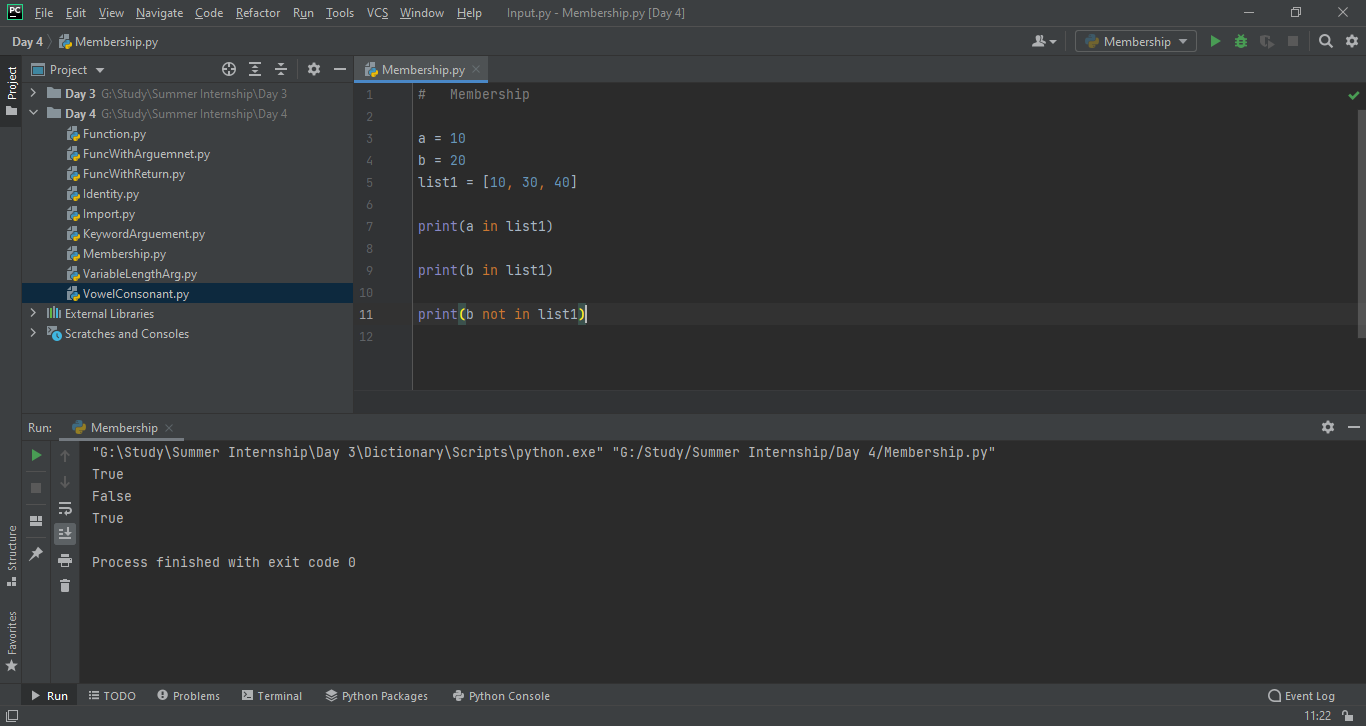 PC File Edit View Navigate Code Refactor Run Tools VCS Window Help Input.py - Membership.py [Day 4]
Day 4 Membership.py Membership
Project
Project
Membership.py
Day 3 G:\Study\Summer Internship\Day 3
Day 4 G:\Study\Summer Internship\Day 4
Function.py
FuncWithArguemnet.py
FuncWithReturn.py
Identity.py
Import.py
KeywordArguement.py
Membership.py
VariableLengthArg.py
VowelConsonant.py
External Libraries
Scratches and Consoles
1 # Membership
2
3 a = 10
4 b = 20
5 list1 = [10, 30, 40]
6
7 print(a in list1)
8
9 print(b in list1)
10
11 print(b not in list1)
12
Run: Membership
"G:\Study\Summer Internship\Day 3\Dictionary\Scripts\python.exe" "G:/Study/Summer Internship/Day 4/Membership.py"
True
False
True
Process finished with exit code 0
Structure
Favorites
Run TODO Problems Terminal Python Packages Python Console Event Log
11:22